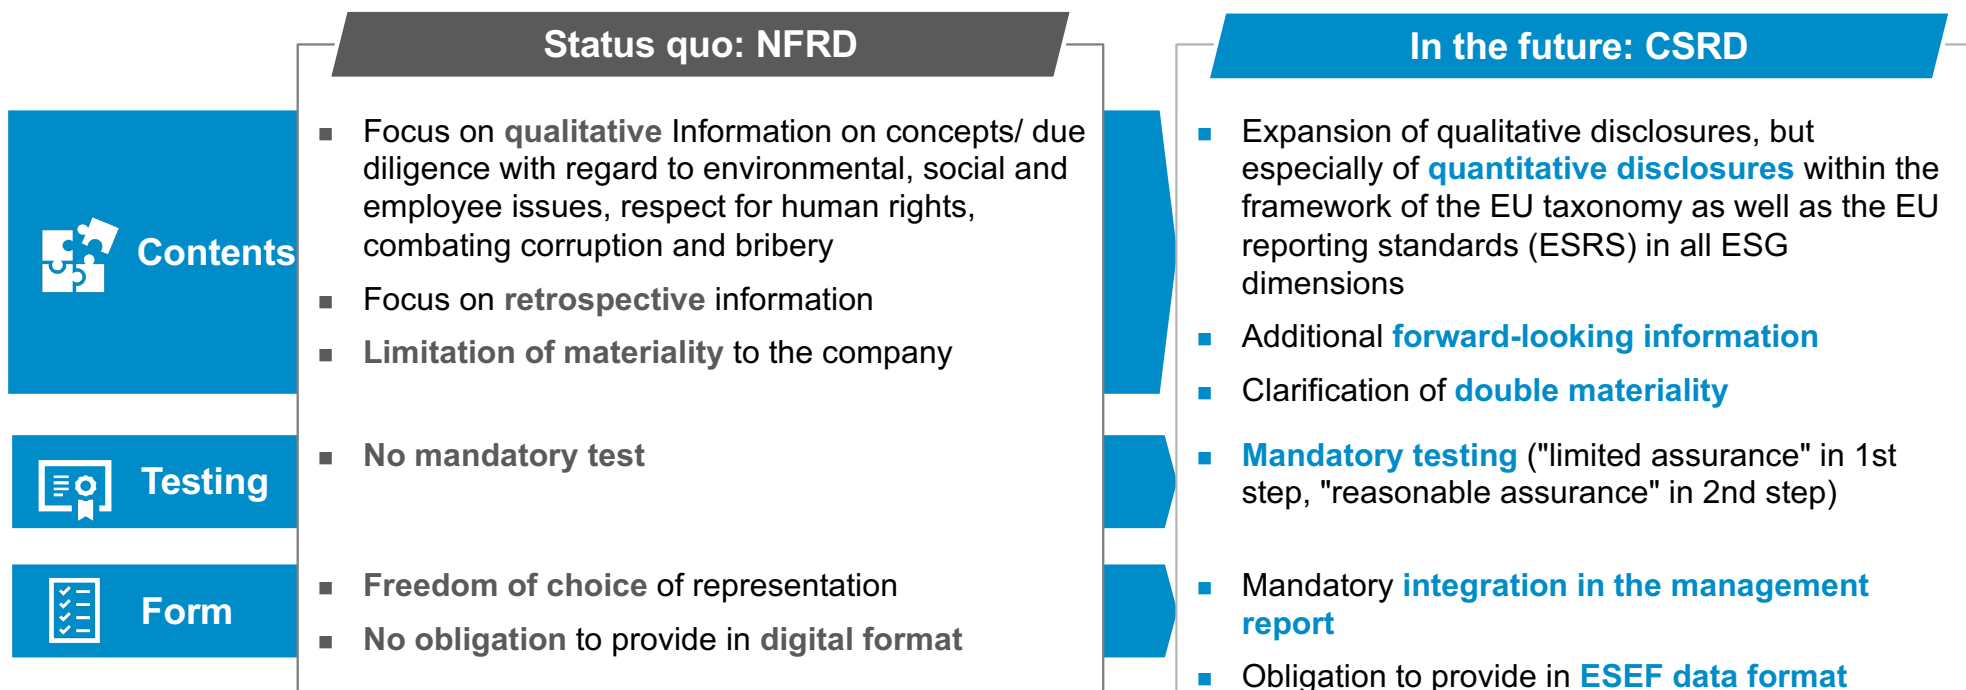 Status quo: NFRD
In the future: CSRD
Contents
■ Focus on qualitative Information on concepts/ due
diligence with regard to environmental, social and
employee issues, respect for human rights,
combating corruption and bribery
■ Focus on retrospective information
■ Limitation of materiality to the company
■ Expansion of qualitative disclosures, but
especially of quantitative disclosures within the
framework of the EU taxonomy as well as the EU
reporting standards (ESRS) in all ESG
dimensions
■ Additional forward-looking information
■ Clarification of double materiality
Testing
■ No mandatory test
■ Mandatory testing ("limited assurance" in 1st
step, "reasonable assurance" in 2nd step)
Form
■ Freedom of choice of representation
■ No obligation to provide in digital format
■ Mandatory integration in the management
report
■ Obligation to provide in ESEF data format